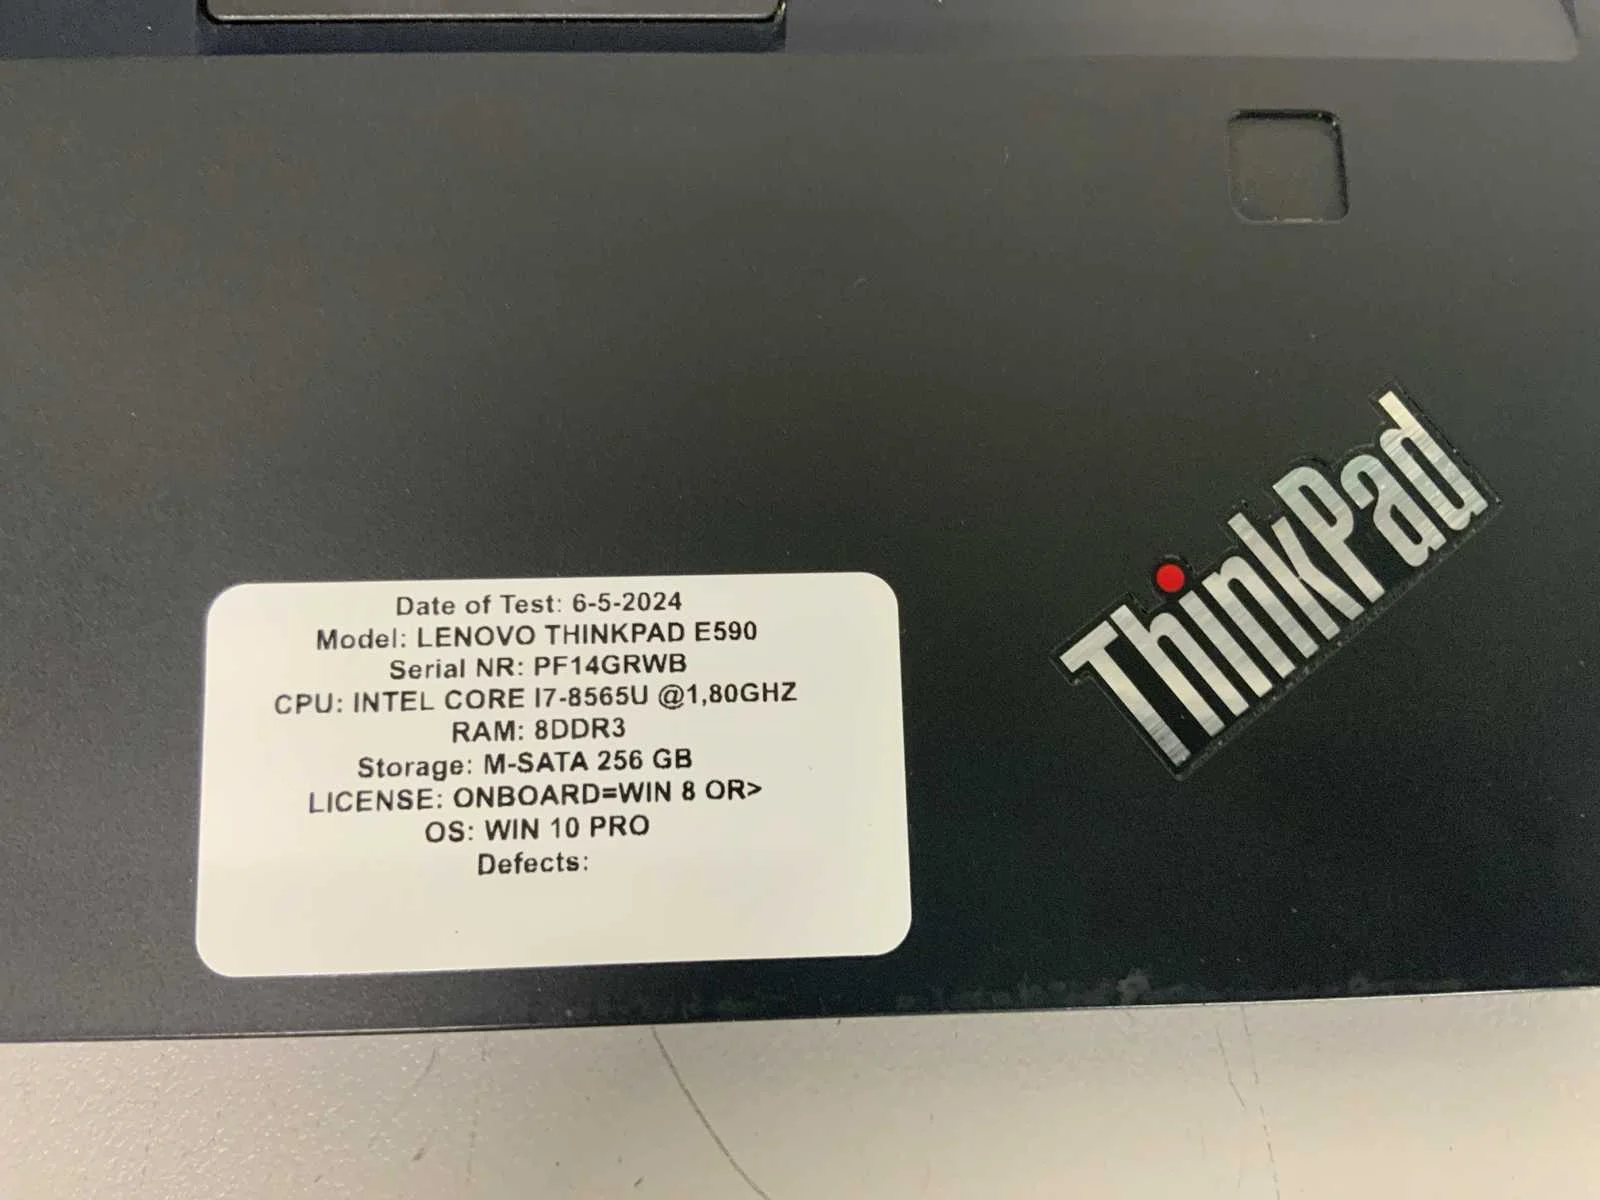 ThinkPad
Date of Test: 6-5-2024
Model: LENOVO THINKPAD E590
Serial NR: PF14GRWB
CPU: INTEL CORE I7-8565U @1,80GHZ
RAM: 8DDR3
Storage: M-SATA 256 GB
LICENSE: ONBOARD=WIN 8 OR>
OS: WIN 10 PRO
Defects: